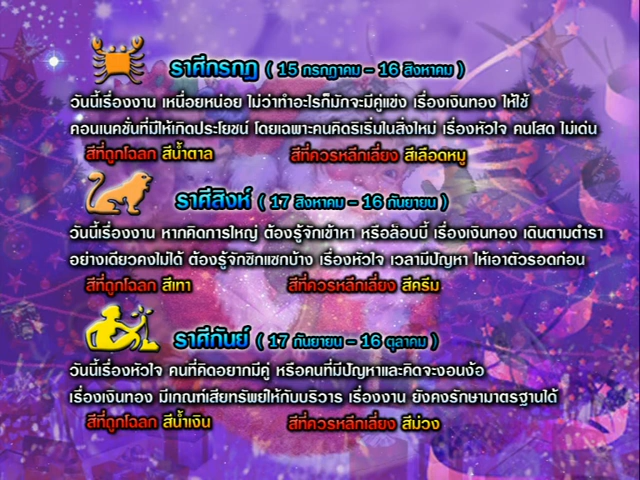 ราศีกรกฎ ( 15 กรกฎาคม – 16 สิงหาคม )
วันนี้เรื่องงาน เหนื่อยหน่อย ไม่ว่าทำอะไรก็มักจะมีคู่แข่ง เรื่องเงินทอง ให้ใช้
คอนเนคชั่นที่มีให้เกิดประโยชน์ โดยเฉพาะคนคิดริเริ่มในสิ่งใหม่ เรื่องหัวใจ คนโสด ไม่เด่น
สีที่ถูกโฉลก สีน้ำตาล สีที่ควรหลีกเลี่ยง สีเลือดหมู
ราศีสิงห์ ( 17 สิงหาคม – 16 กันยายน )
วันนี้เรื่องงาน หากคิดการใหญ่ ต้องรู้จักเข้าหา หรือล็อบบี้ เรื่องเงินทอง เดินตามตำรา
อย่างเดียวคงไม่ได้ ต้องรู้จักซิกแซกบ้าง เรื่องหัวใจ เวลามีปัญหา ให้เอาตัวรอดก่อน
สีที่ถูกโฉลก สีเทา สีที่ควรหลีกเลี่ยง สีครีม
ราศีกันย์ ( 17 กันยายน – 16 ตุลาคม )
วันนี้เรื่องหัวใจ คนที่คิดอยากมีคู่ หรือคนที่มีปัญหาและคิดจะงอนง้อ
เรื่องเงินทอง มีเกณฑ์เสียทรัพย์ให้กับบริวาร เรื่องงาน ยังคงรักษามาตรฐานได้
สีที่ถูกโฉลก สีน้ำเงิน สีที่ควรหลีกเลี่ยง สีม่วง